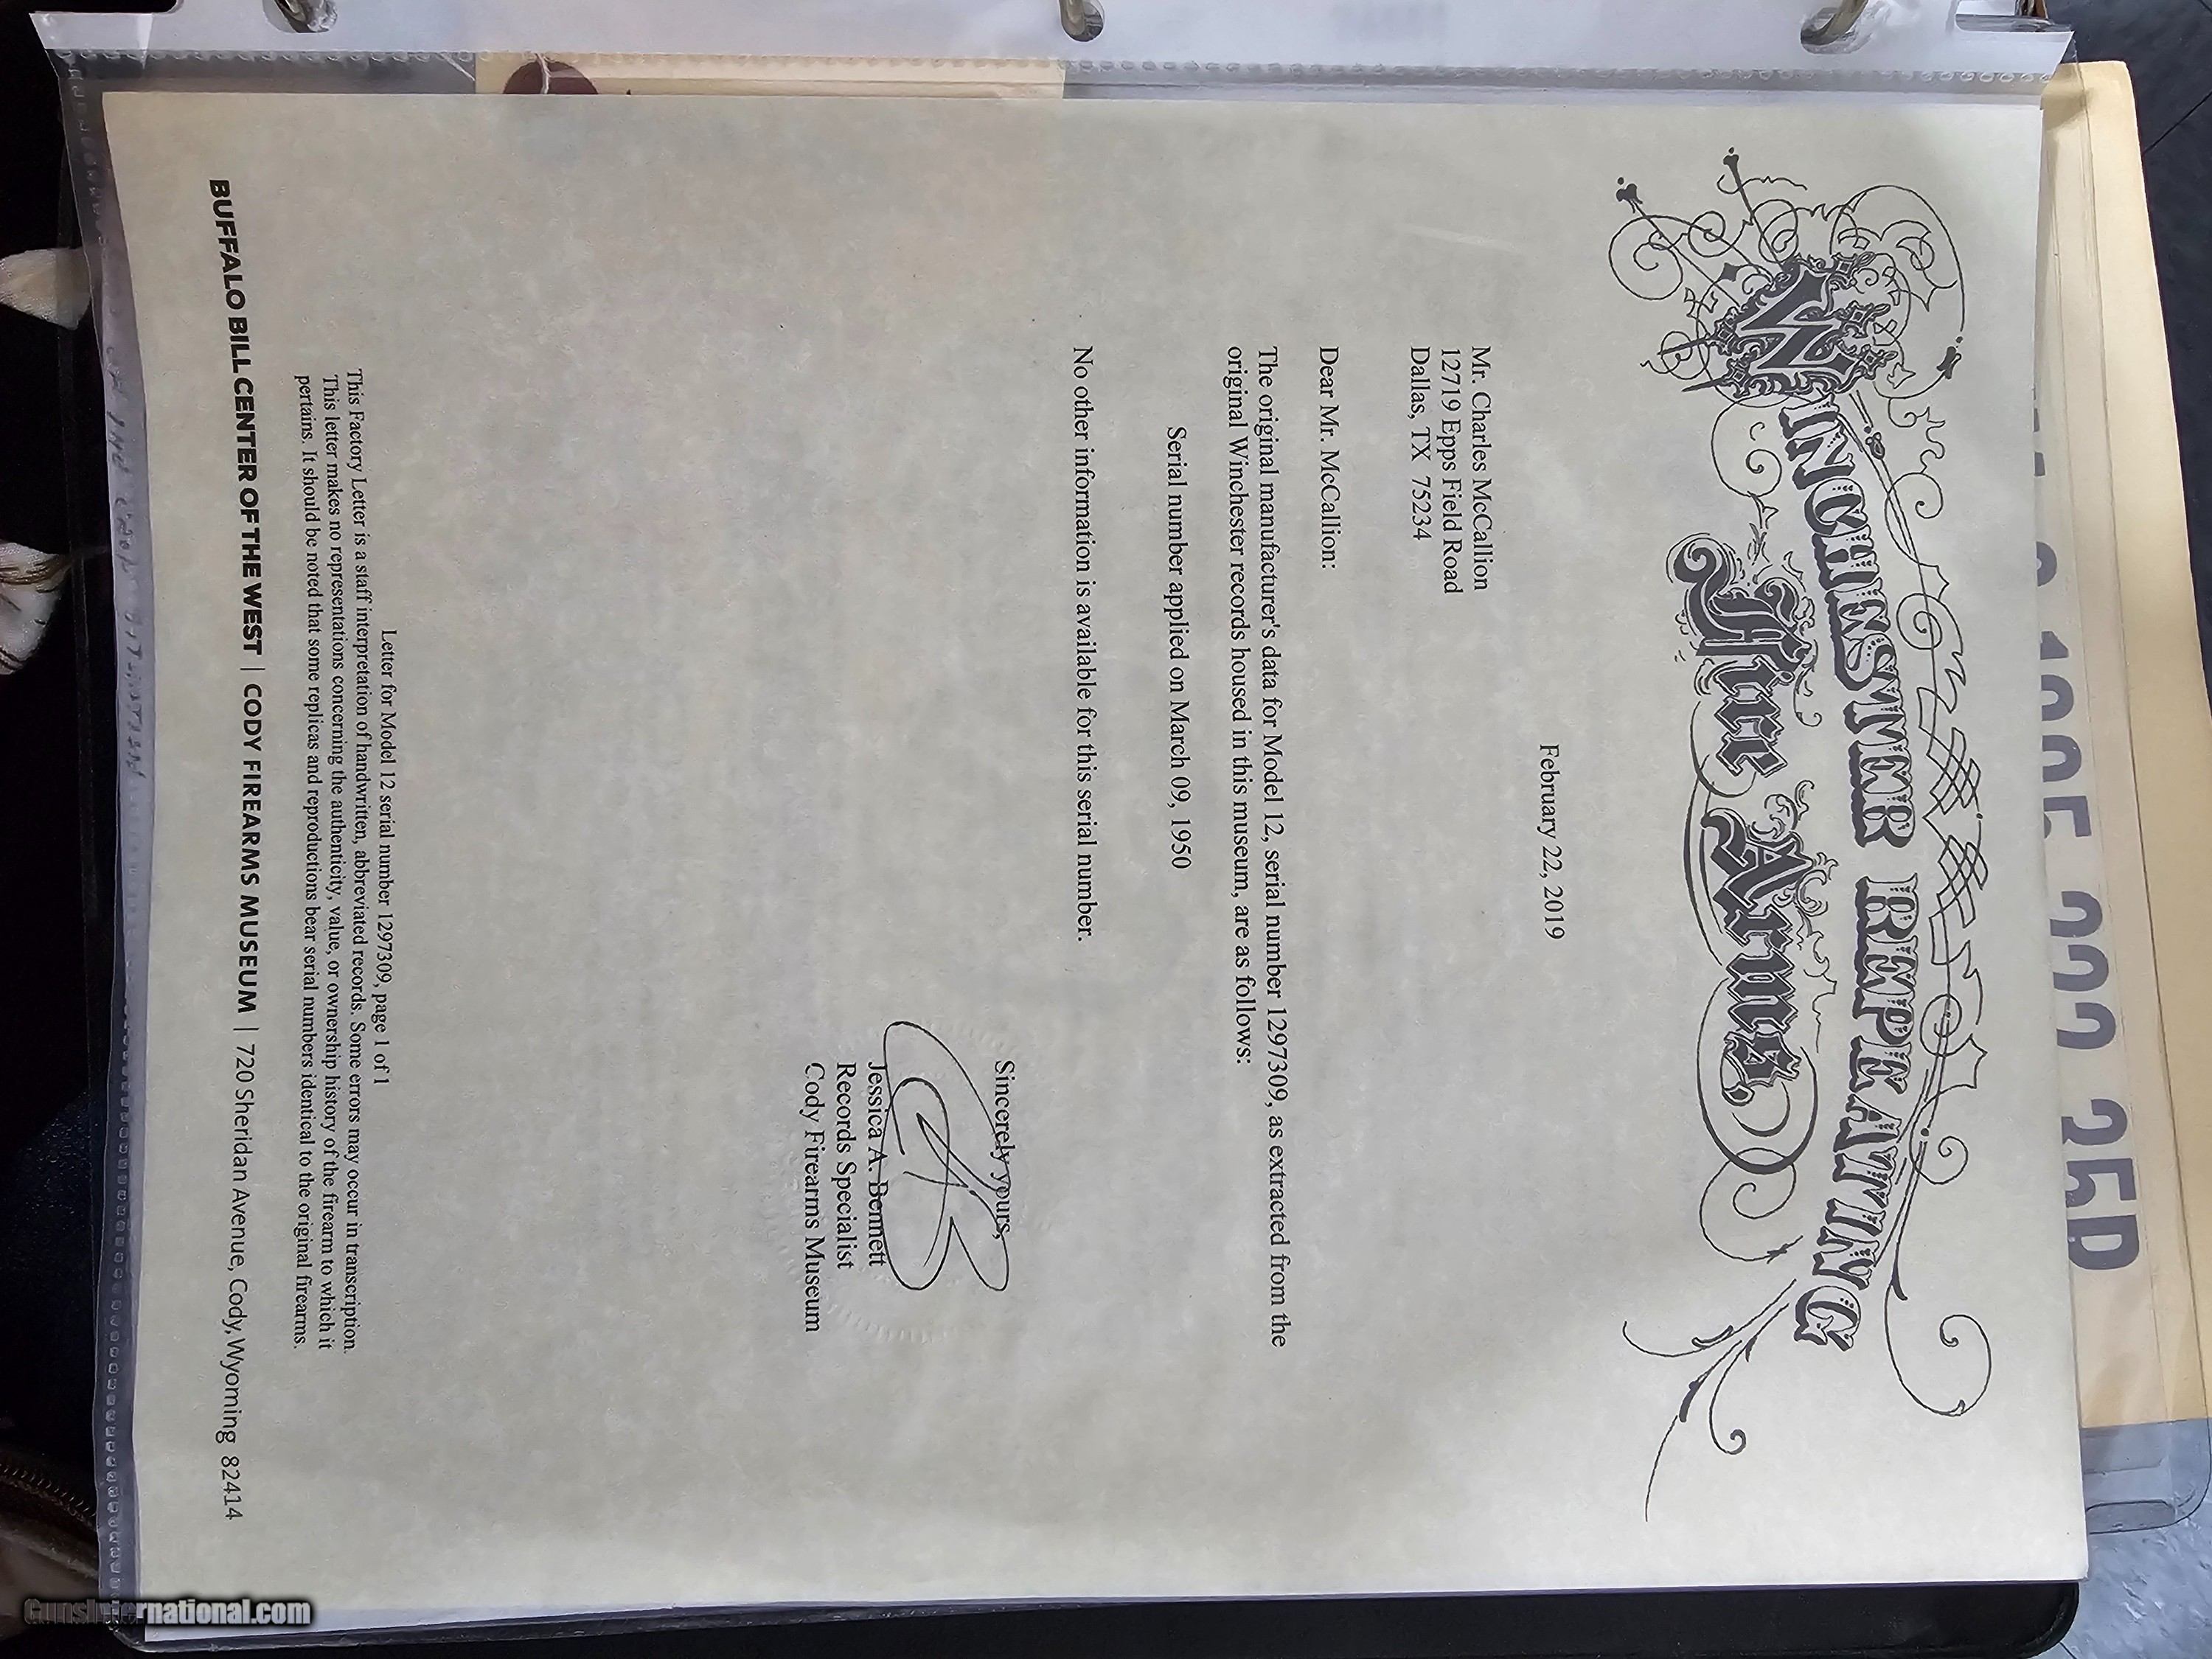 WINCHESTER REPEATING
Fire Arms,
February 22, 2019
Mr. Charles McCallion
12719 Epps Field Road
Dallas, TX 75234
Dear Mr. McCallion:
The original manufacturer's data for Model 12, serial number 1297309, as extracted from the
original Winchester records housed in this museum, are as follows:
Serial number applied on March 09, 1950
No other information is available for this serial number.
Sincerely yours,
Jessica A. Bennett
Records Specialist
Cody Firearms Museum
Letter for Model 12 serial number 1297309, page 1 of 1
This Factory Letter is a staff interpretation of handwritten, abbreviated records. Some errors may occur in transcription.
This letter makes no representations concerning the authenticity, value, or ownership history of the firearm to which it
pertains. It should be noted that some replicas and reproductions bear serial numbers identical to the original firearms.
BUFFALO BILL CENTER OF THE WEST | CODY FIREARMS MUSEUM | 720 Sheridan Avenue, Cody, Wyoming 82414
GunsInternational.com